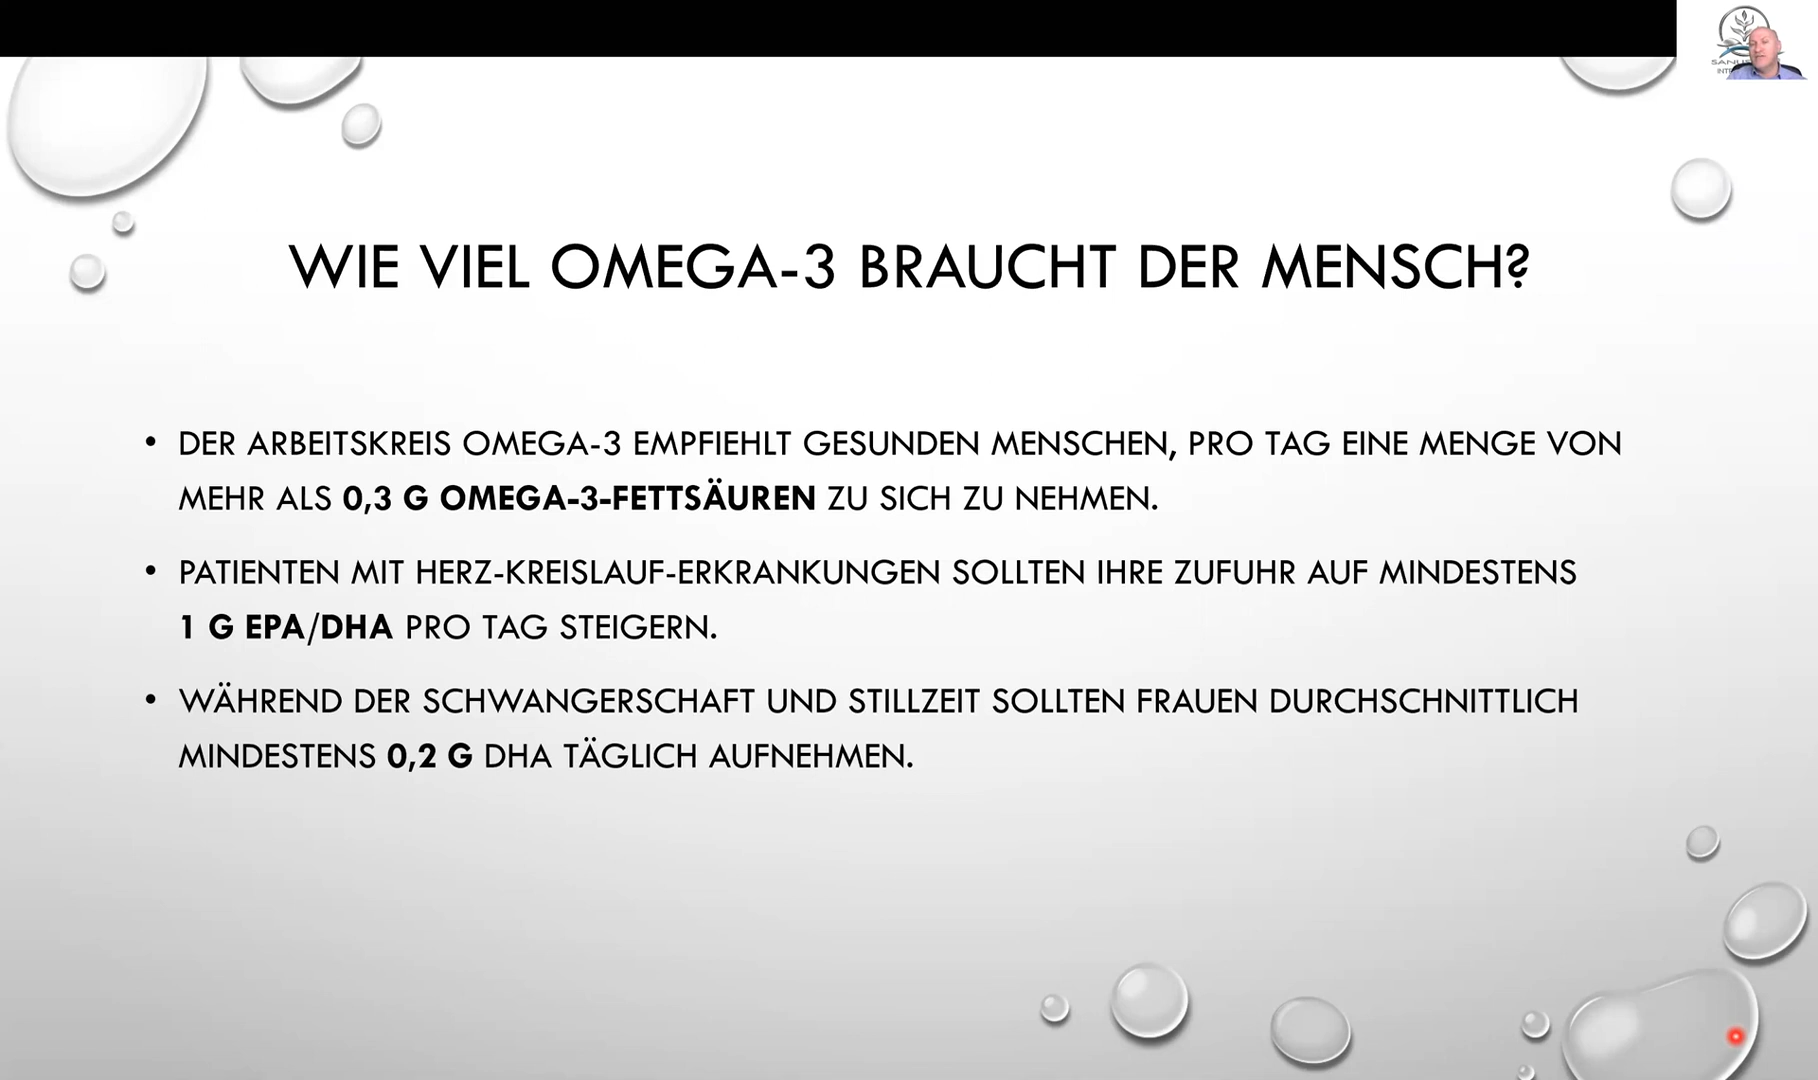 WIE VIEL OMEGA-3 BRAUCHT DER MENSCH?
• DER ARBEITSKREIS OMEGA-3 EMPFIEHLT GESUNDEN MENSCHEN, PRO TAG EINE MENGE VON
MEHR ALS 0,3 G OMEGA-3-FETTSÄUREN ZU SICH ZU NEHMEN.
• PATIENTEN MIT HERZ-KREISLAUF-ERKRANKUNGEN SOLLTEN IHRE ZUFUHR AUF MINDESTENS
1 G EPA/DHA PRO TAG STEIGERN.
• WÄHREND DER SCHWANGERSCHAFT UND STILLZEIT SOLLTEN FRAUEN DURCHSCHNITTLICH
MINDESTENS 0,2 G DHA TÄGLICH AUFNEHMEN.